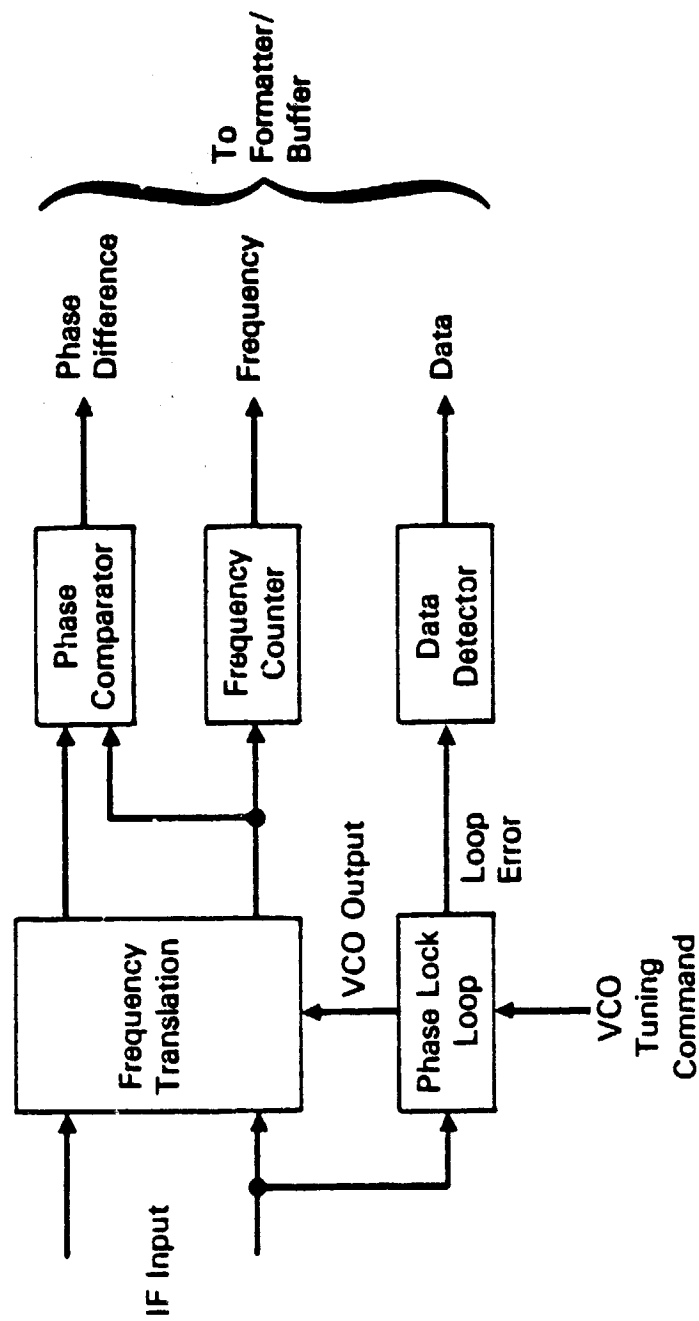 IF Input
Frequency
Translation
VCO Output
Phase Lock
Loop
VCO
Tuning
Command
Loop
Error
Phase
Comparator
Frequency
Counter
Data
Detector
Phase
Difference
Frequency
Data
To
Formatter/
Buffer